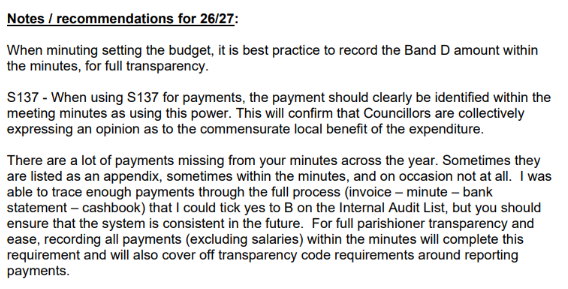 Notes / recommendations for 26/27:
When minuting setting the budget, it is best practice to record the Band D amount within
the minutes, for full transparency.
S137 - When using S137 for payments, the payment should clearly be identified within the
meeting minutes as using this power. This will confirm that Councillors are collectively
expressing an opinion as to the commensurate local benefit of the expenditure.
There are a lot of payments missing from your minutes across the year. Sometimes they
are listed as an appendix, sometimes within the minutes, and on occasion not at all. I was
able to trace enough payments through the full process (invoice – minute – bank
statement – cashbook) that I could tick yes to B on the Internal Audit List, but you should
ensure that the system is consistent in the future. For full parishioner transparency and
ease, recording all payments (excluding salaries) within the minutes will complete this
requirement and will also cover off transparency code requirements around reporting
payments.